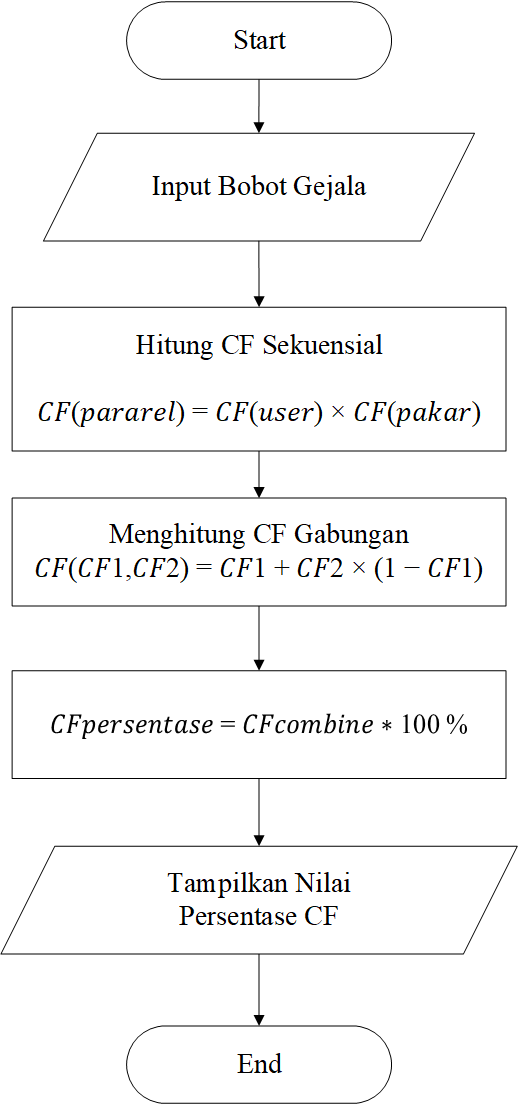 Start
Input Bobot Gejala
Hitung CF Sekuensial
CF(pararel) = CF(user) × CF(pakar)
Menghitung CF Gabungan
CF(CF1,CF2) = CF1 + CF2 × (1 − CF1)
CFpersentase = CFcombine ∗ 100 %
Tampilkan Nilai
Persentase CF
End